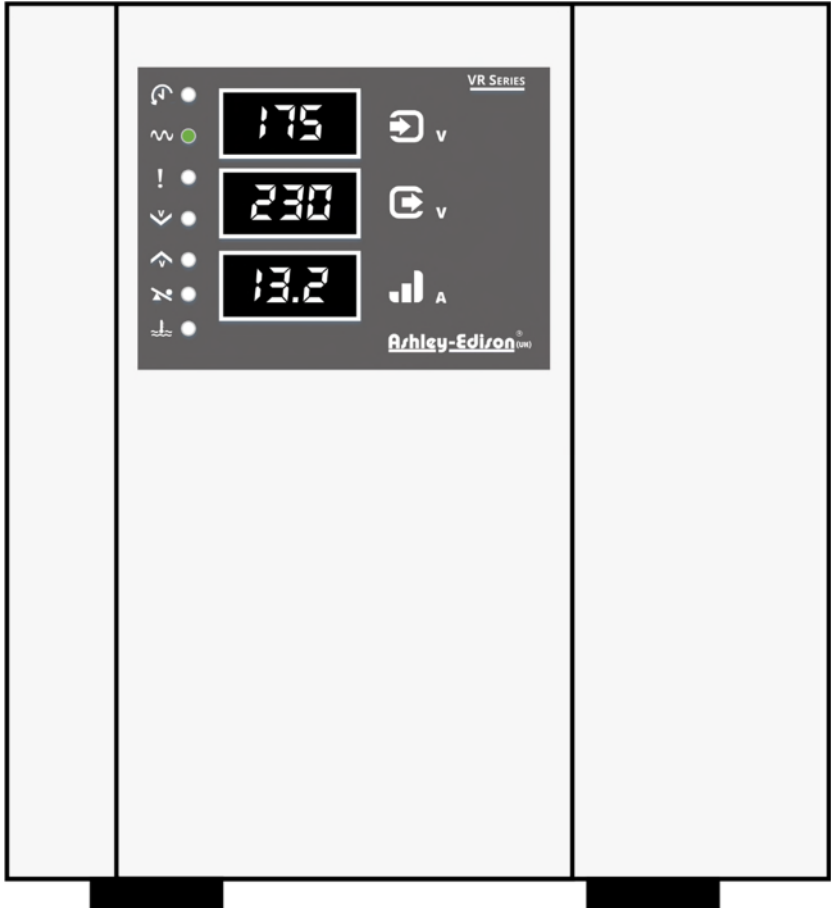 VR SERIES
175
V
230
V
13.2
A
!
V
V
Ashley-Edison® (UK)